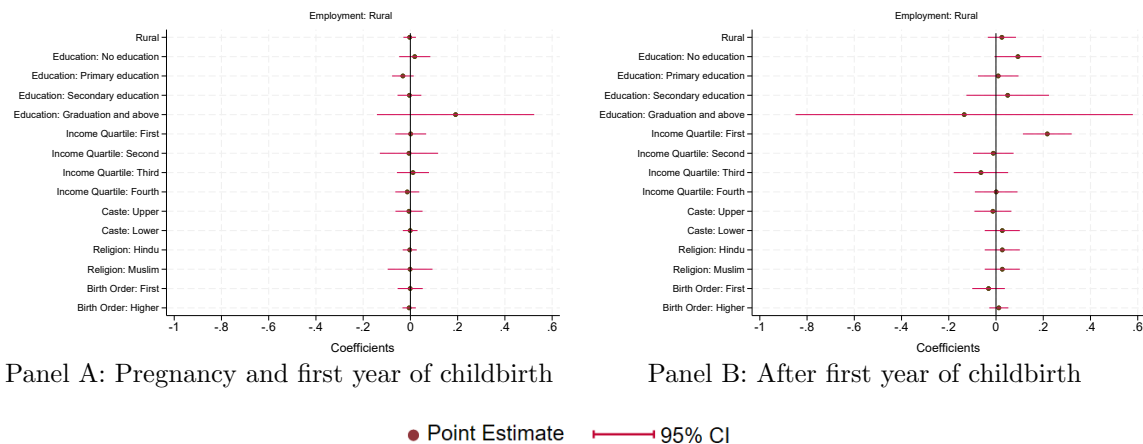 Employment: Rural
Rural
Education: No education
Education: Primary education
Education: Secondary education
Education: Graduation and above
Income Quartile: First
Income Quartile: Second
Income Quartile: Third
Income Quartile: Fourth
Caste: Upper
Caste: Lower
Religion: Hindu
Religion: Muslim
Birth Order: First
Birth Order: Higher
-1 -.8 -.6 -.4 -.2 0 .2 .4 .6
Coefficients
Panel A: Pregnancy and first year of childbirth
Employment: Rural
Rural
Education: No education
Education: Primary education
Education: Secondary education
Education: Graduation and above
Income Quartile: First
Income Quartile: Second
Income Quartile: Third
Income Quartile: Fourth
Caste: Upper
Caste: Lower
Religion: Hindu
Religion: Muslim
Birth Order: First
Birth Order: Higher
-1 -.8 -.6 -.4 -.2 0 .2 .4 .6
Coefficients
Panel B: After first year of childbirth
Point Estimate 95% CI